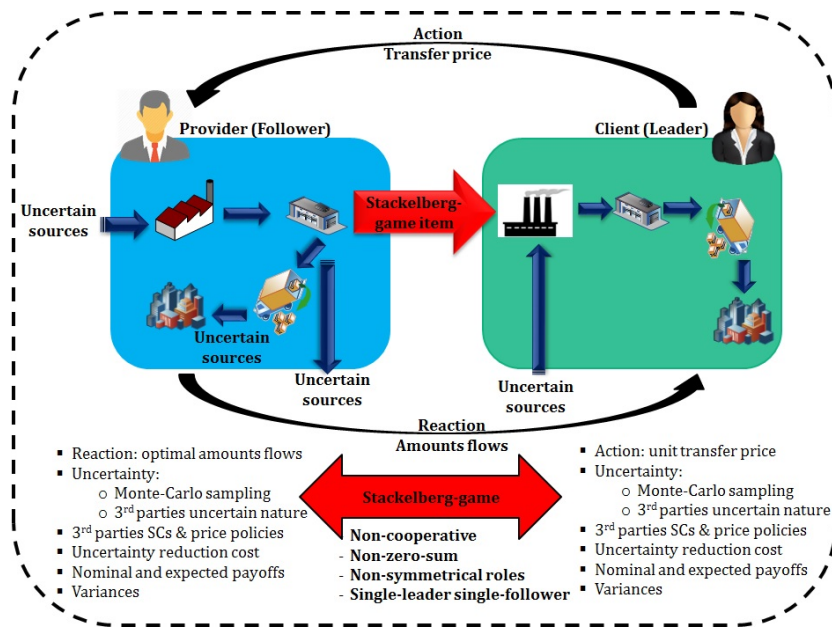 Action
Transfer price
Provider (Follower)
Client (Leader)
Uncertain
sources
Stackelberg-
game item
Uncertain
sources
Uncertain
sources
Uncertain
sources
Reaction
Amounts flows
▪ Reaction: optimal amounts flows
▪ Uncertainty:
o Monte-Carlo sampling
o 3rd parties uncertain nature
▪ 3rd parties SCs & price policies
▪ Uncertainty reduction cost
▪ Nominal and expected payoffs
▪ Variances
Stackelberg-game
- Non-cooperative
- Non-zero-sum
- Non-symmetrical roles
- Single-leader single-follower
▪ Action: unit transfer price
▪ Uncertainty:
o Monte-Carlo sampling
o 3rd parties uncertain nature
▪ 3rd parties SCs & price policies
▪ Uncertainty reduction cost
▪ Nominal and expected payoffs
▪ Variances